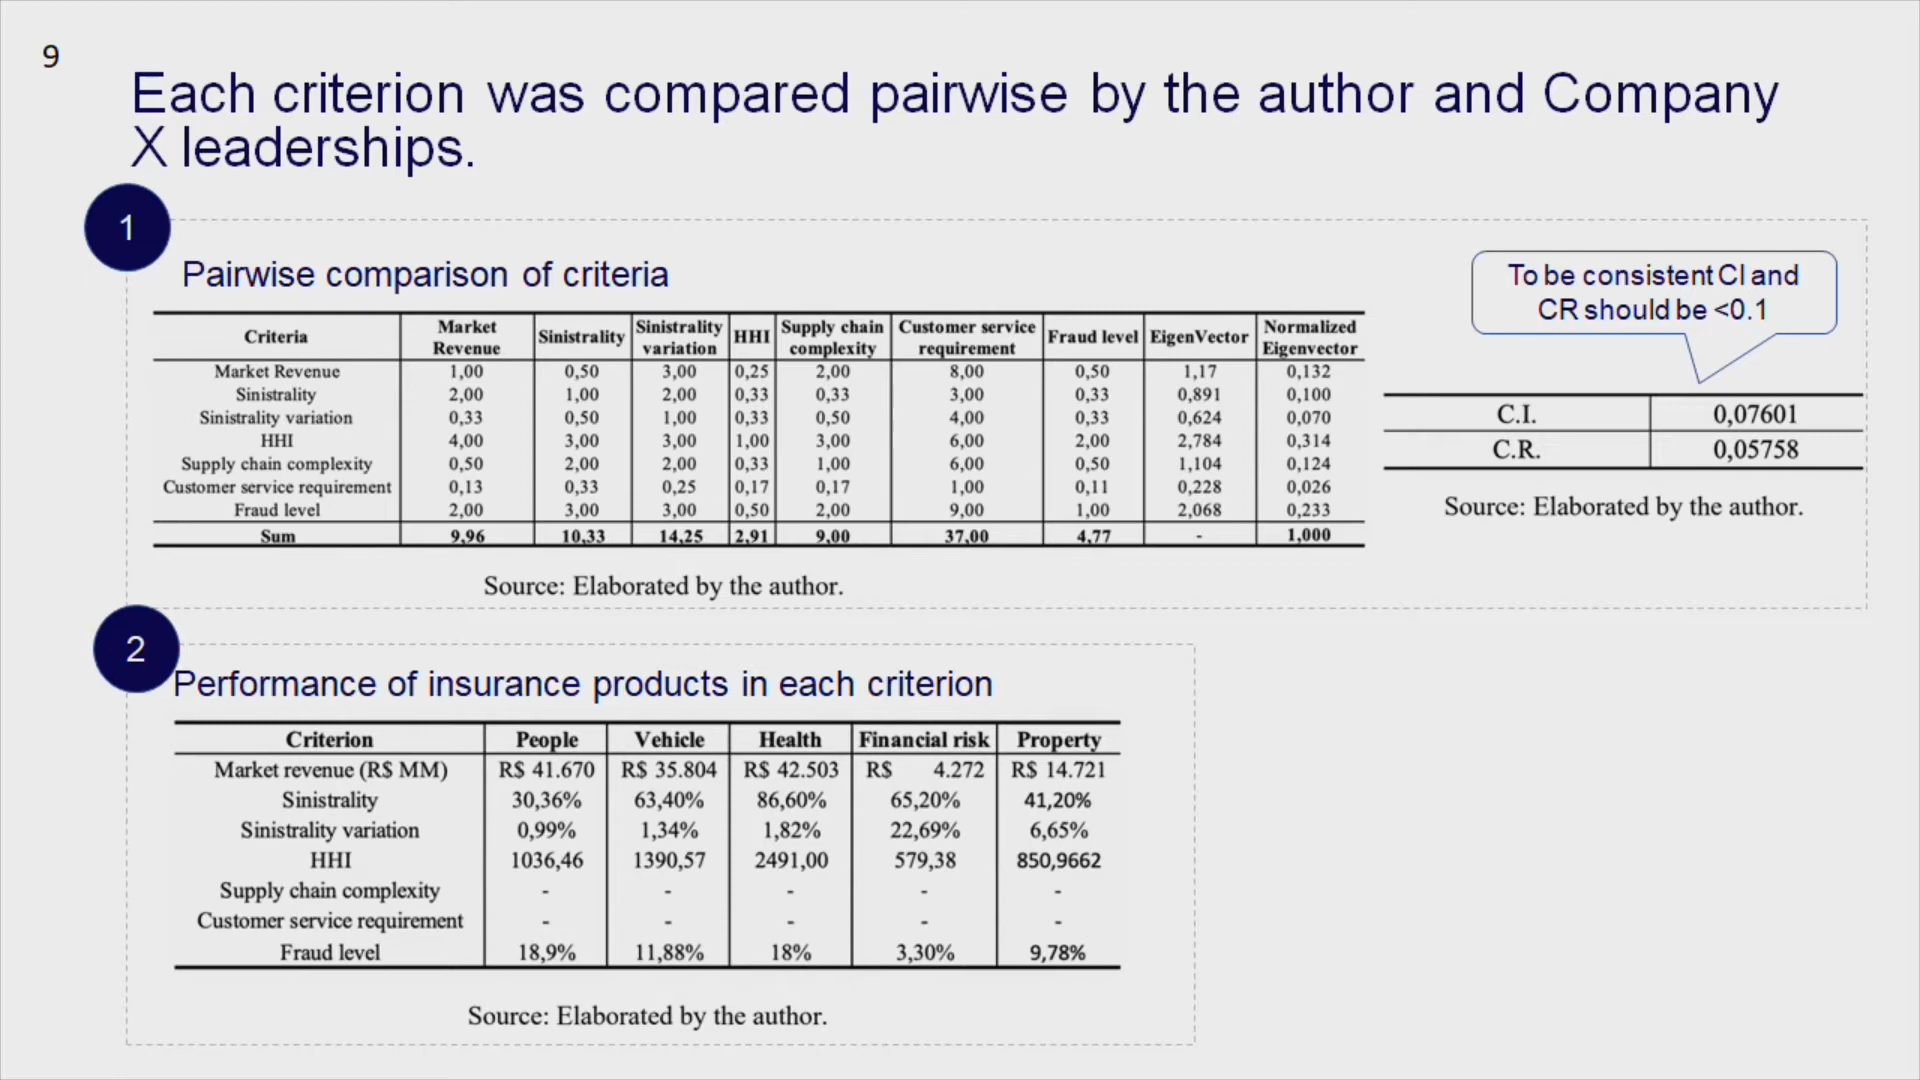 9
Each criterion was compared pairwise by the author and Company
X leaderships.
1
Pairwise comparison of criteria
Criteria Market Revenue Sinistrality Sinistrality variation HHI Supply chain complexity Customer service requirement Fraud level EigenVector Normalized Eigenvector
Market Revenue 1,00 0,50 3,00 0,25 2,00 8,00 0,50 1,17 0,132
Sinistrality 2,00 1,00 2,00 0,33 0,33 3,00 0,33 0,891 0,100
Sinistrality variation 0,33 0,50 1,00 0,33 0,50 4,00 0,33 0,624 0,070
HHI 4,00 3,00 3,00 1,00 3,00 6,00 2,00 2,784 0,314
Supply chain complexity 0,50 2,00 2,00 0,33 1,00 6,00 0,50 1,104 0,124
Customer service requirement 0,13 0,33 0,25 0,17 0,17 1,00 0,11 0,228 0,026
Fraud level 2,00 3,00 3,00 0,50 2,00 9,00 1,00 2,068 0,233
Sum 9,96 10,33 14,25 2,91 9,00 37,00 4,77 - 1,000
Source: Elaborated by the author.
To be consistent CI and
CR should be <0.1
C.I. 0,07601
C.R. 0,05758
Source: Elaborated by the author.
2
Performance of insurance products in each criterion
Criterion People Vehicle Health Financial risk Property
Market revenue (R$ MM) R$ 41.670 R$ 35.804 R$ 42.503 R$ 4.272 R$ 14.721
Sinistrality 30,36% 63,40% 86,60% 65,20% 41,20%
Sinistrality variation 0,99% 1,34% 1,82% 22,69% 6,65%
HHI 1036,46 1390,57 2491,00 579,38 850,9662
Supply chain complexity - - - - -
Customer service requirement - - - - -
Fraud level 18,9% 11,88% 18% 3,30% 9,78%
Source: Elaborated by the author.